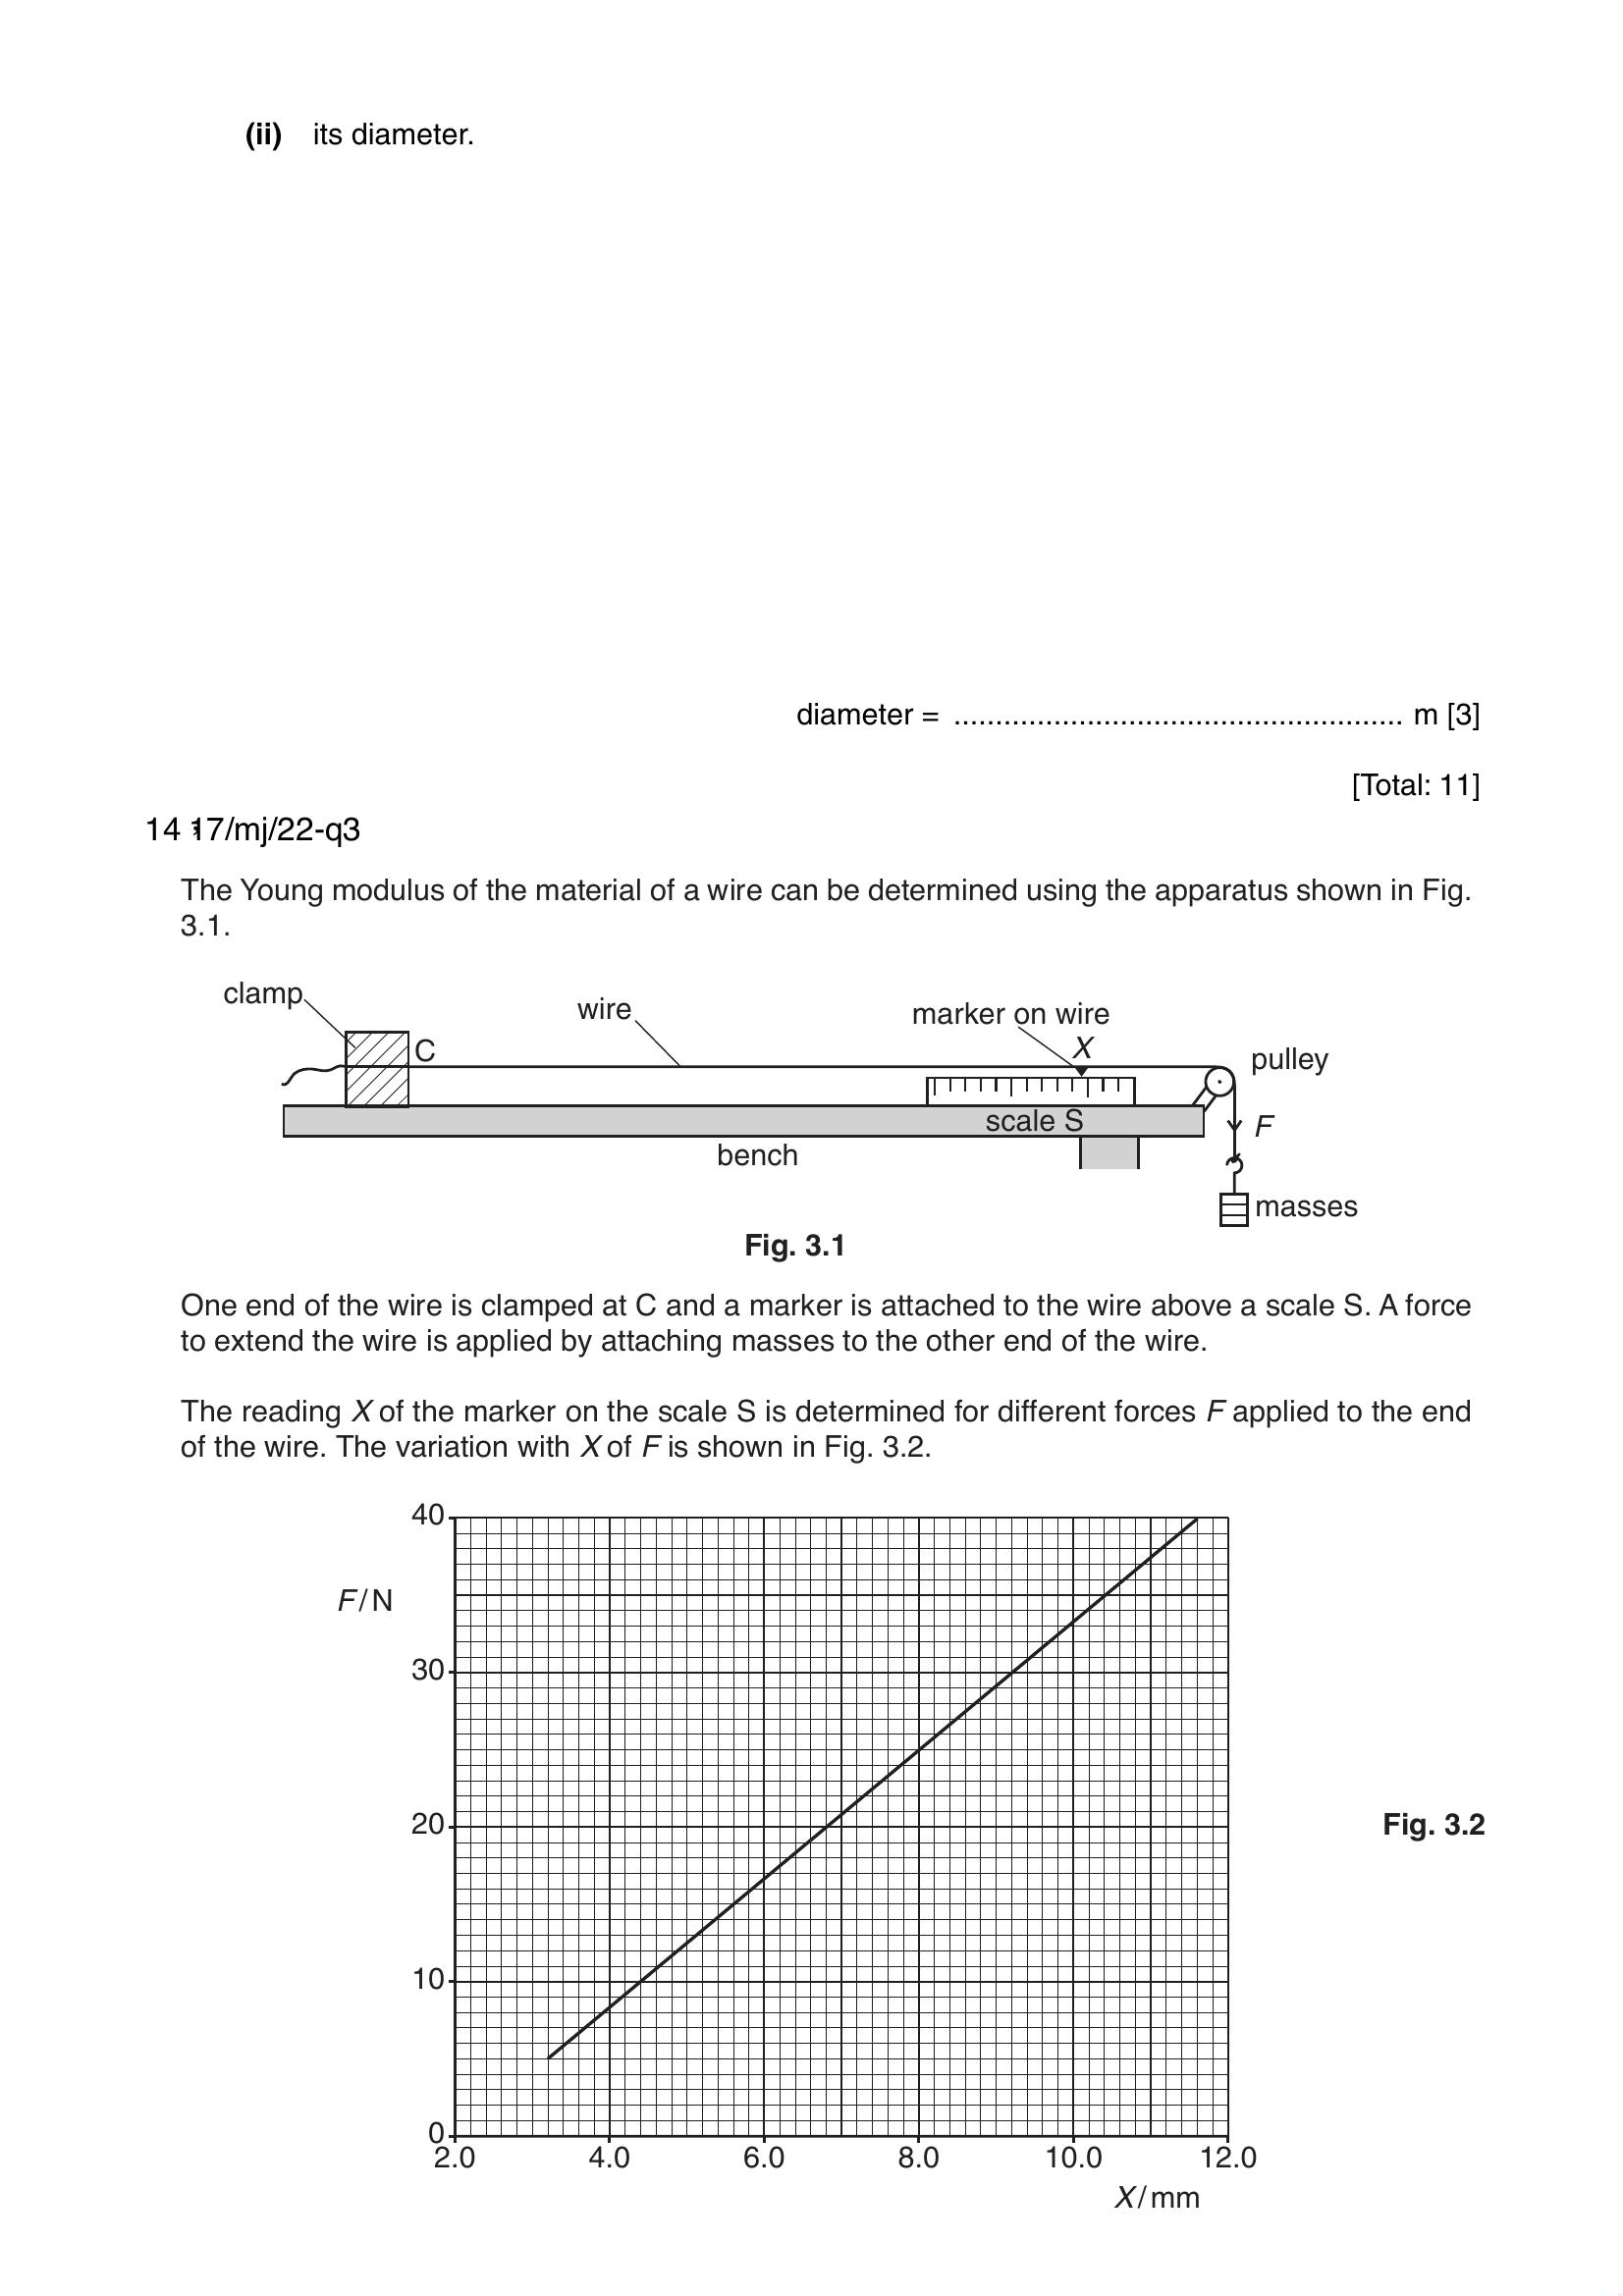 (ii) its diameter.
diameter = ...................................................... m [3]
[Total: 11]
14 17/mj/22-q3
The Young modulus of the material of a wire can be determined using the apparatus shown in Fig.
3.1.
clamp
wire
marker on wire
C
X
pulley
scale S
F
bench
masses
Fig. 3.1
One end of the wire is clamped at C and a marker is attached to the wire above a scale S. A force
to extend the wire is applied by attaching masses to the other end of the wire.
The reading X of the marker on the scale S is determined for different forces F applied to the end
of the wire. The variation with X of F is shown in Fig. 3.2.
40
F/N
30
20
Fig. 3.2
10
0
2.0 4.0 6.0 8.0 10.0 12.0
X/mm